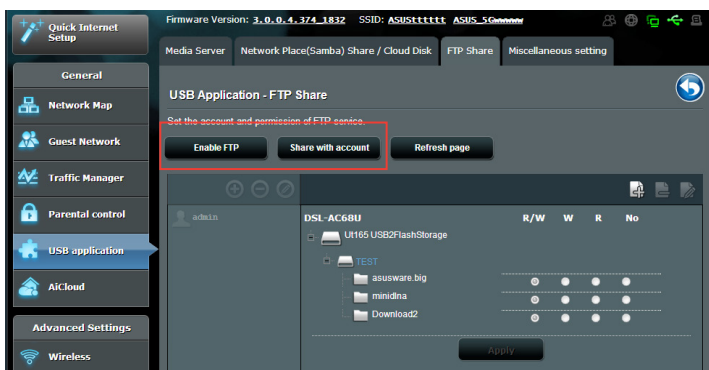 Quick Internet
Setup
Firmware Version: 3.0.0.4.374_1832 SSID: ASUStttttt ASUS_5G
Media Server
Network Place(Samba) Share / Cloud Disk
FTP Share
Miscellaneous setting
General
Network Map
Guest Network
Traffic Manager
Parental control
USB application
AiCloud
Advanced Settings
Wireless
USB Application - FTP Share
Set the account and permission of FTP service.
Enable FTP
Share with account
Refresh page
admin
DSL-AC68U R/W W R No
Ut165 USB2FlashStorage
TEST
asusware.big
minidlna
Download2
Apply